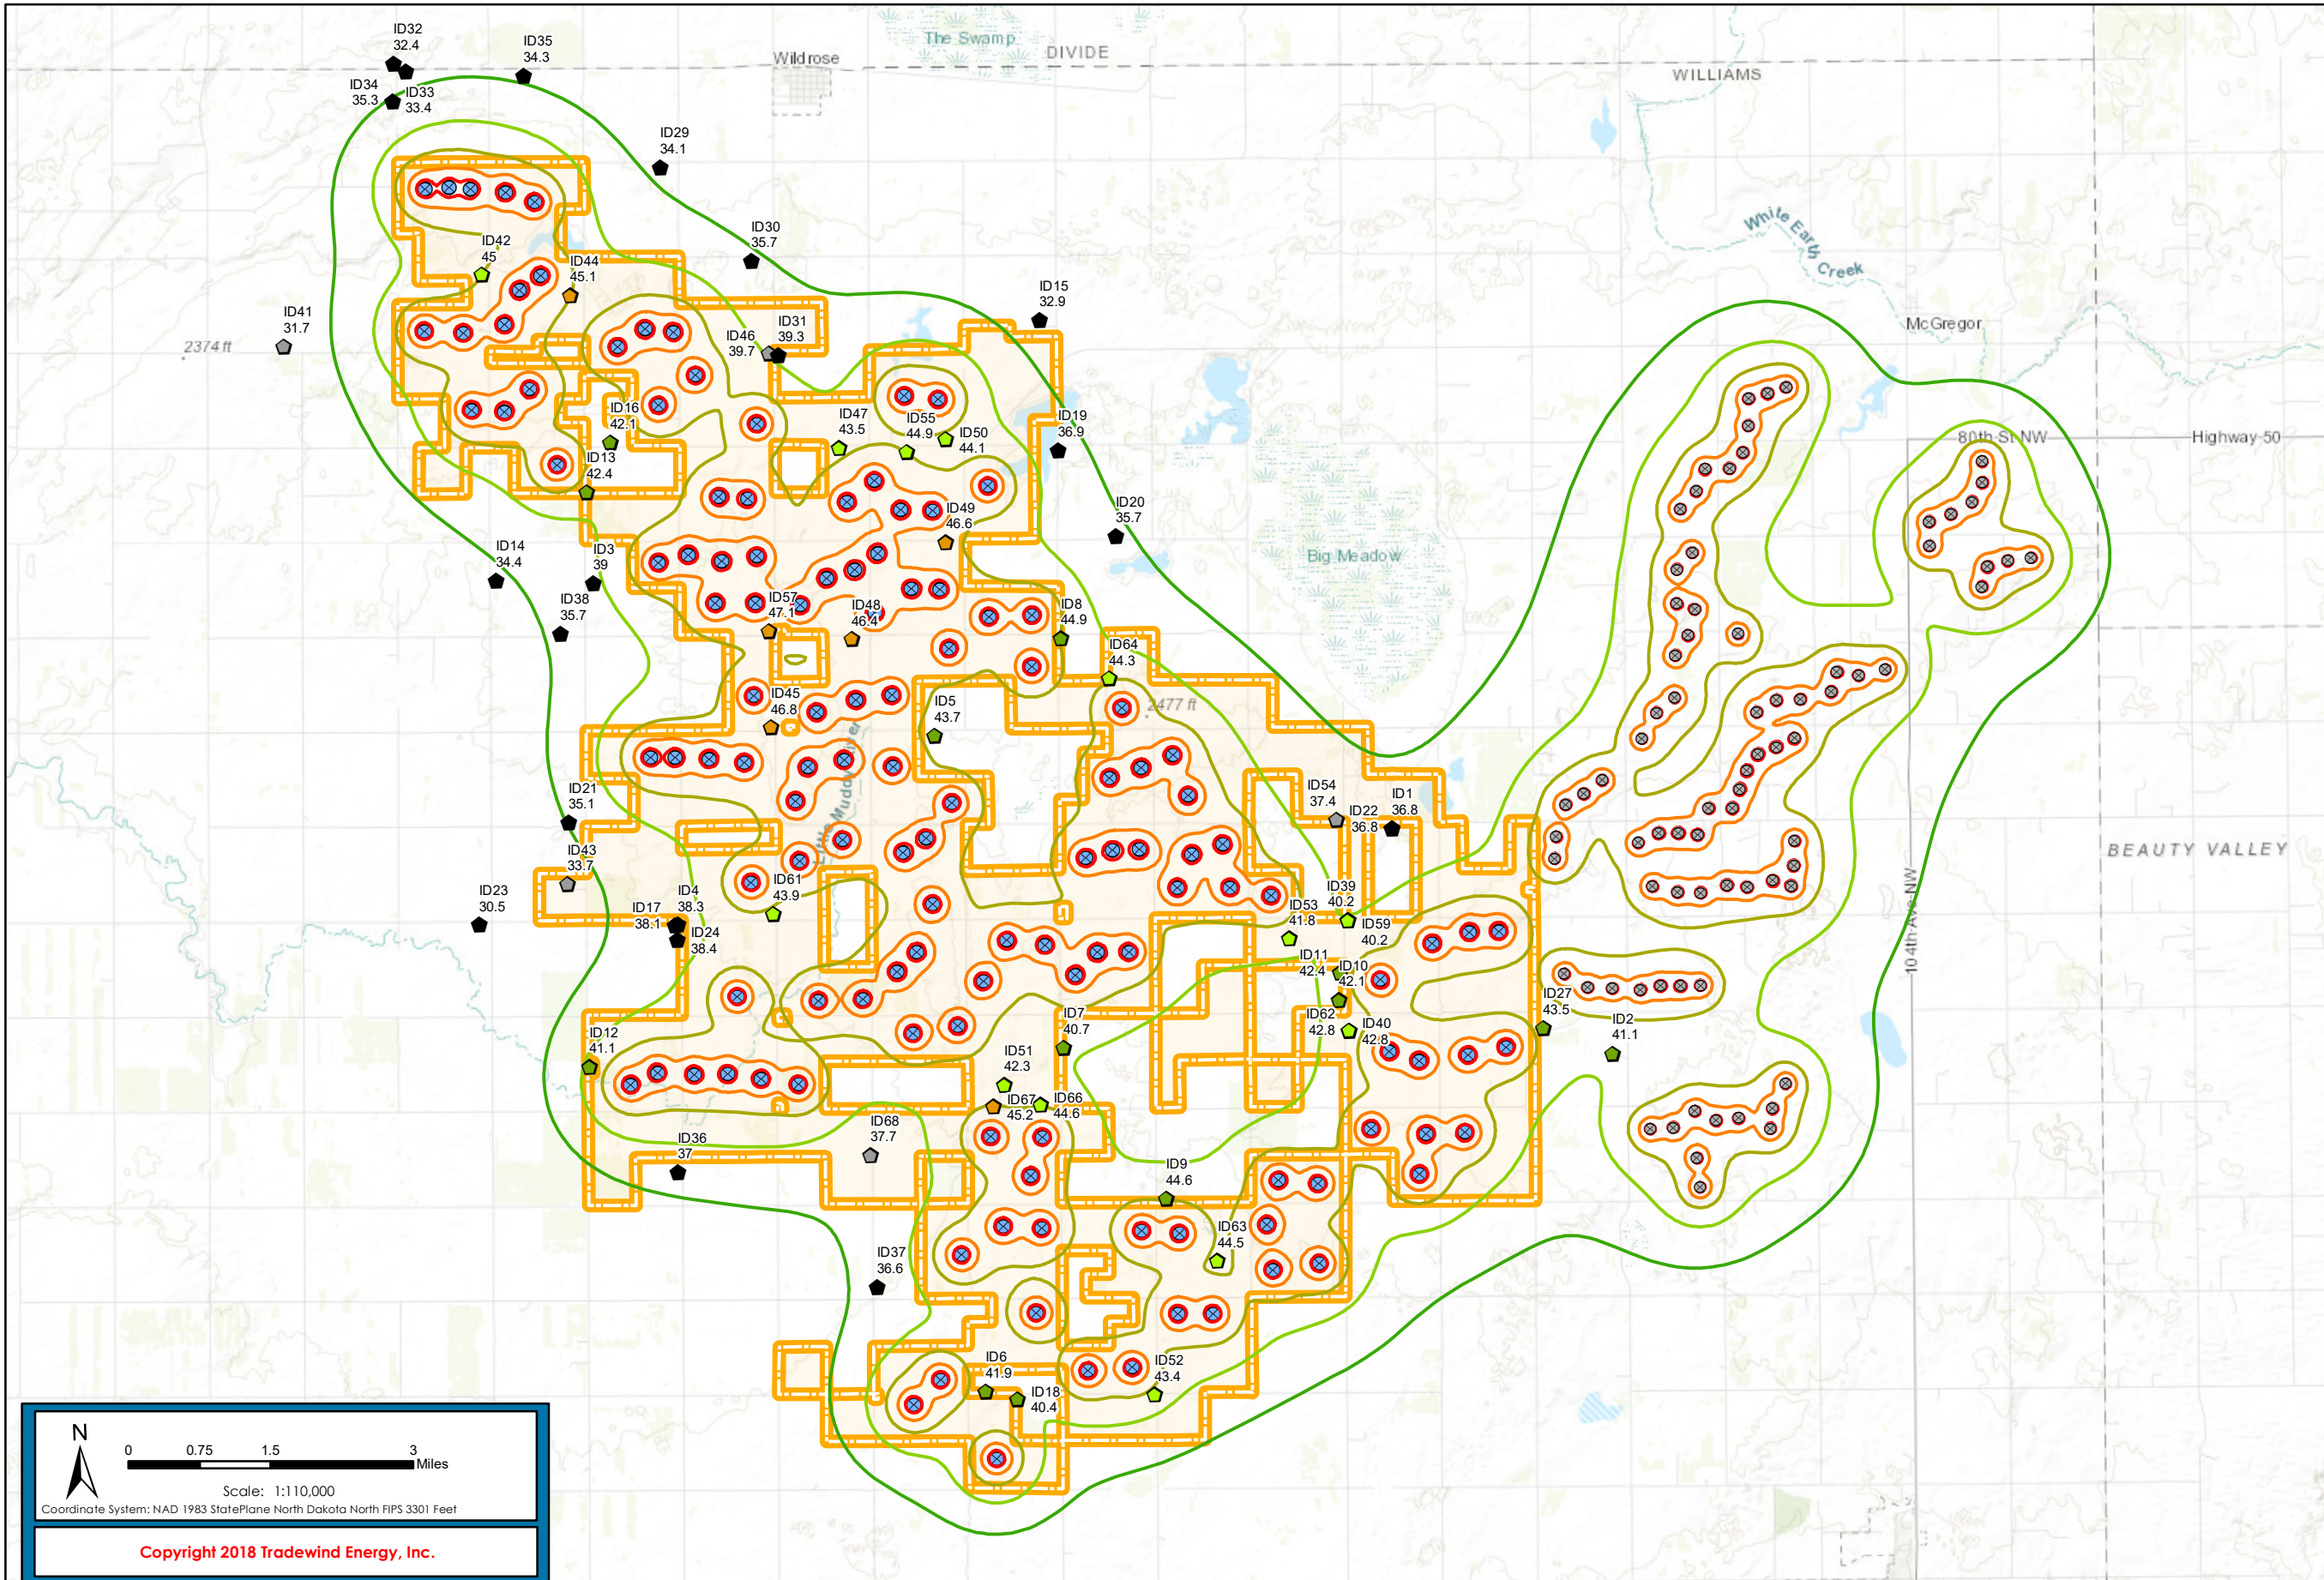 ID32
32.4
ID35
34.3
ID34
35.3
ID33
33.4
Wildrose
The Swamp
DIVIDE
WILLIAMS
ID29
34.1
ID30
35.7
White Earth
Creek
ID42
45
ID44
45.1
ID15
32.9
ID41
31.7
2374 ft
ID46
39.7
ID31
39.3
McGregor
ID16
42.1
ID47
43.5
ID55
44.9
ID50
44.1
ID19
36.9
80th-St-NW
Highway-50
ID13
42.4
ID49
46.6
ID20
35.7
ID14
34.4
ID3
39
Big Meadow
ID38
35.7
ID57
47.1
ID48
46.4
ID8
44.9
ID64
44.3
ID45
46.8
ID5
43.7
2477 ft
Little Muddy River
ID21
35.1
ID54
37.4
ID22
36.8
ID1
36.8
ID43
33.7
BEAUTY VALLEY
ID23
30.5
ID17
38.1
ID4
38.3
ID24
38.4
ID61
43.9
ID39
40.2
ID53
41.8
ID59
40.2
104th-Ave-NW
ID11
42.4
ID10
42.1
ID27
43.5
ID2
41.1
ID12
41.1
ID7
40.7
ID62
42.8
ID40
42.8
ID51
42.3
ID67
45.2
ID66
44.6
ID68
37.7
ID36
37
ID9
44.6
ID63
44.5
ID37
36.6
ID6
41.9
ID18
40.4
ID52
43.4
N
0 0.75 1.5 3
Miles
Scale: 1:110,000
Coordinate System: NAD 1983 StatePlane North Dakota North FIPS 3301 Feet
Copyright 2018 Tradewind Energy, Inc.